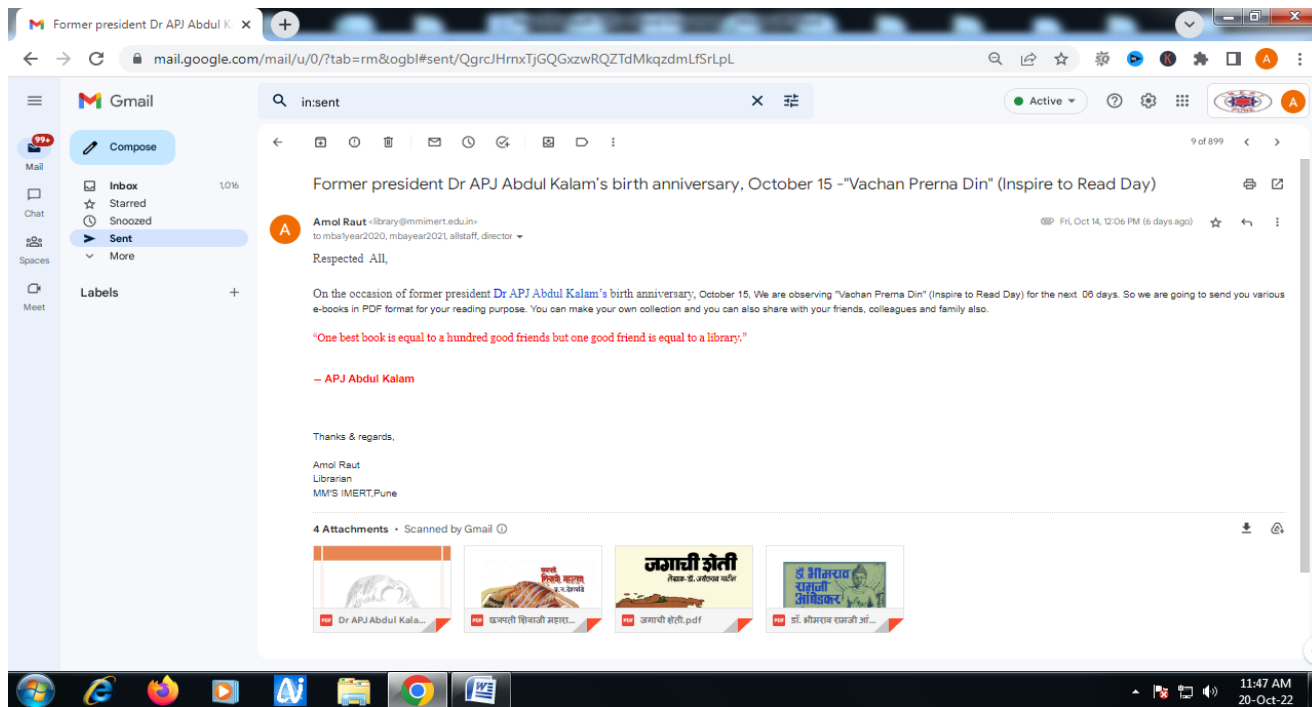 Former president Dr APJ Abdul K
mail.google.com/mail/u/0/?tab=rm&ogbl#sent/QgrcJHrnxTjGQGxzwRQZTdMkqzdmLfSrLpL
Gmail
in:sent
Active
99+
Mail
Compose
9 of 899
Inbox 1,016
Starred
Snoozed
Sent
More
Chat
Spaces
Meet
Labels
Former president Dr APJ Abdul Kalam's birth anniversary, October 15 -"Vachan Prerna Din" (Inspire to Read Day)
Amol Raut <library@mmimert.edu.in>
Fri, Oct 14, 12:06 PM (6 days ago)
to mba1year2020, mbayear2021, allstaff, director
Respected All,
On the occasion of former president Dr APJ Abdul Kalam's birth anniversary, October 15, We are observing "Vachan Prerna Din" (Inspire to Read Day) for the next 06 days. So we are going to send you various
e-books in PDF format for your reading purpose. You can make your own collection and you can also share with your friends, colleagues and family also.
“One best book is equal to a hundred good friends but one good friend is equal to a library.”
– APJ Abdul Kalam
Thanks & regards,
Amol Raut
Librarian
MM'S IMERT,Pune
4 Attachments • Scanned by Gmail
जगाची शेती
डॉ भीमराव
रामजी
आंबेडकर
PDF Dr APJ Abdul Kala...
PDF छत्रपती शिवाजी महारा...
PDF जगाची शेती.pdf
PDF डॉ. भीमराव रामजी आं...
11:47 AM
20-Oct-22